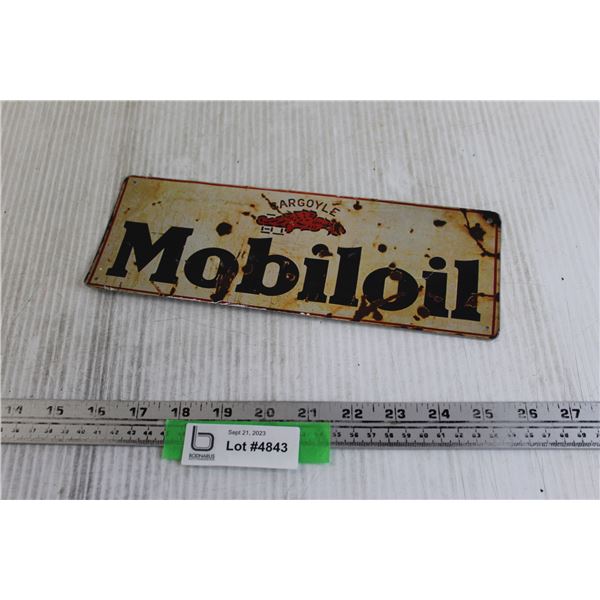 GARGOYLE
Mobiloil
14 15 16 17 18 19 20 21 22 23 24 25 26 27
Sept 21, 2023
Lot #4843
BODNARUS